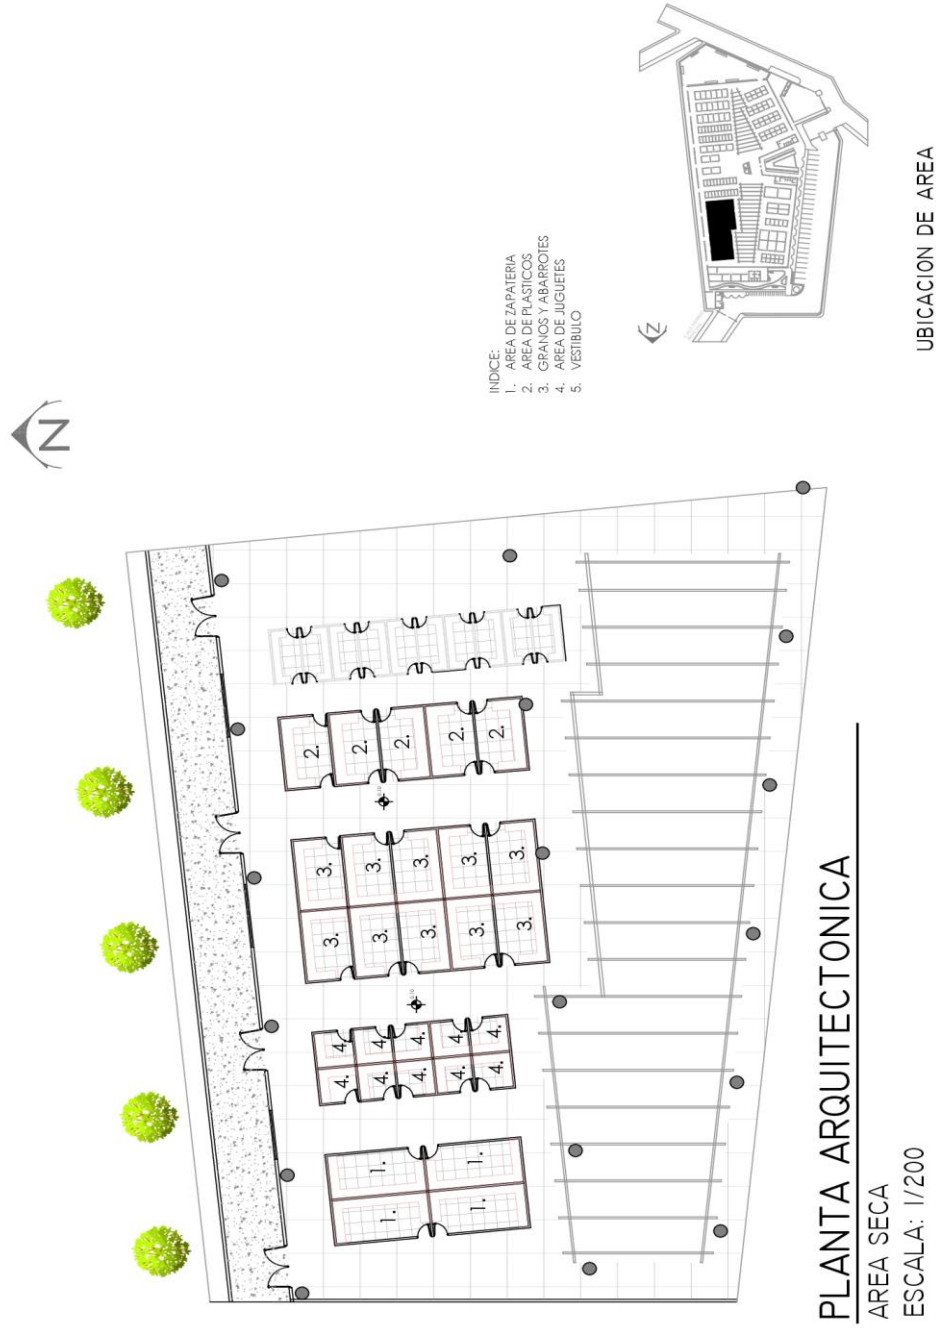 PLANTA ARQUITECTONICA
AREA SECA
ESCALA: 1/200
INDICE:
1. AREA DE ZAPATERIA
2. AREA DE PLASTICOS
3. GRANOS Y ABARROTES
4. AREA DE JUGUETES
5. VESTIBULO
UBICACION DE AREA
N
N
1. 1.
1. 1.
4. 4. 4. 4. 4.
4. 4. 4. 4. 4.
3. 3. 3. 3. 3.
3. 3. 3. 3. 3.
2. 2. 2. 2. 2.